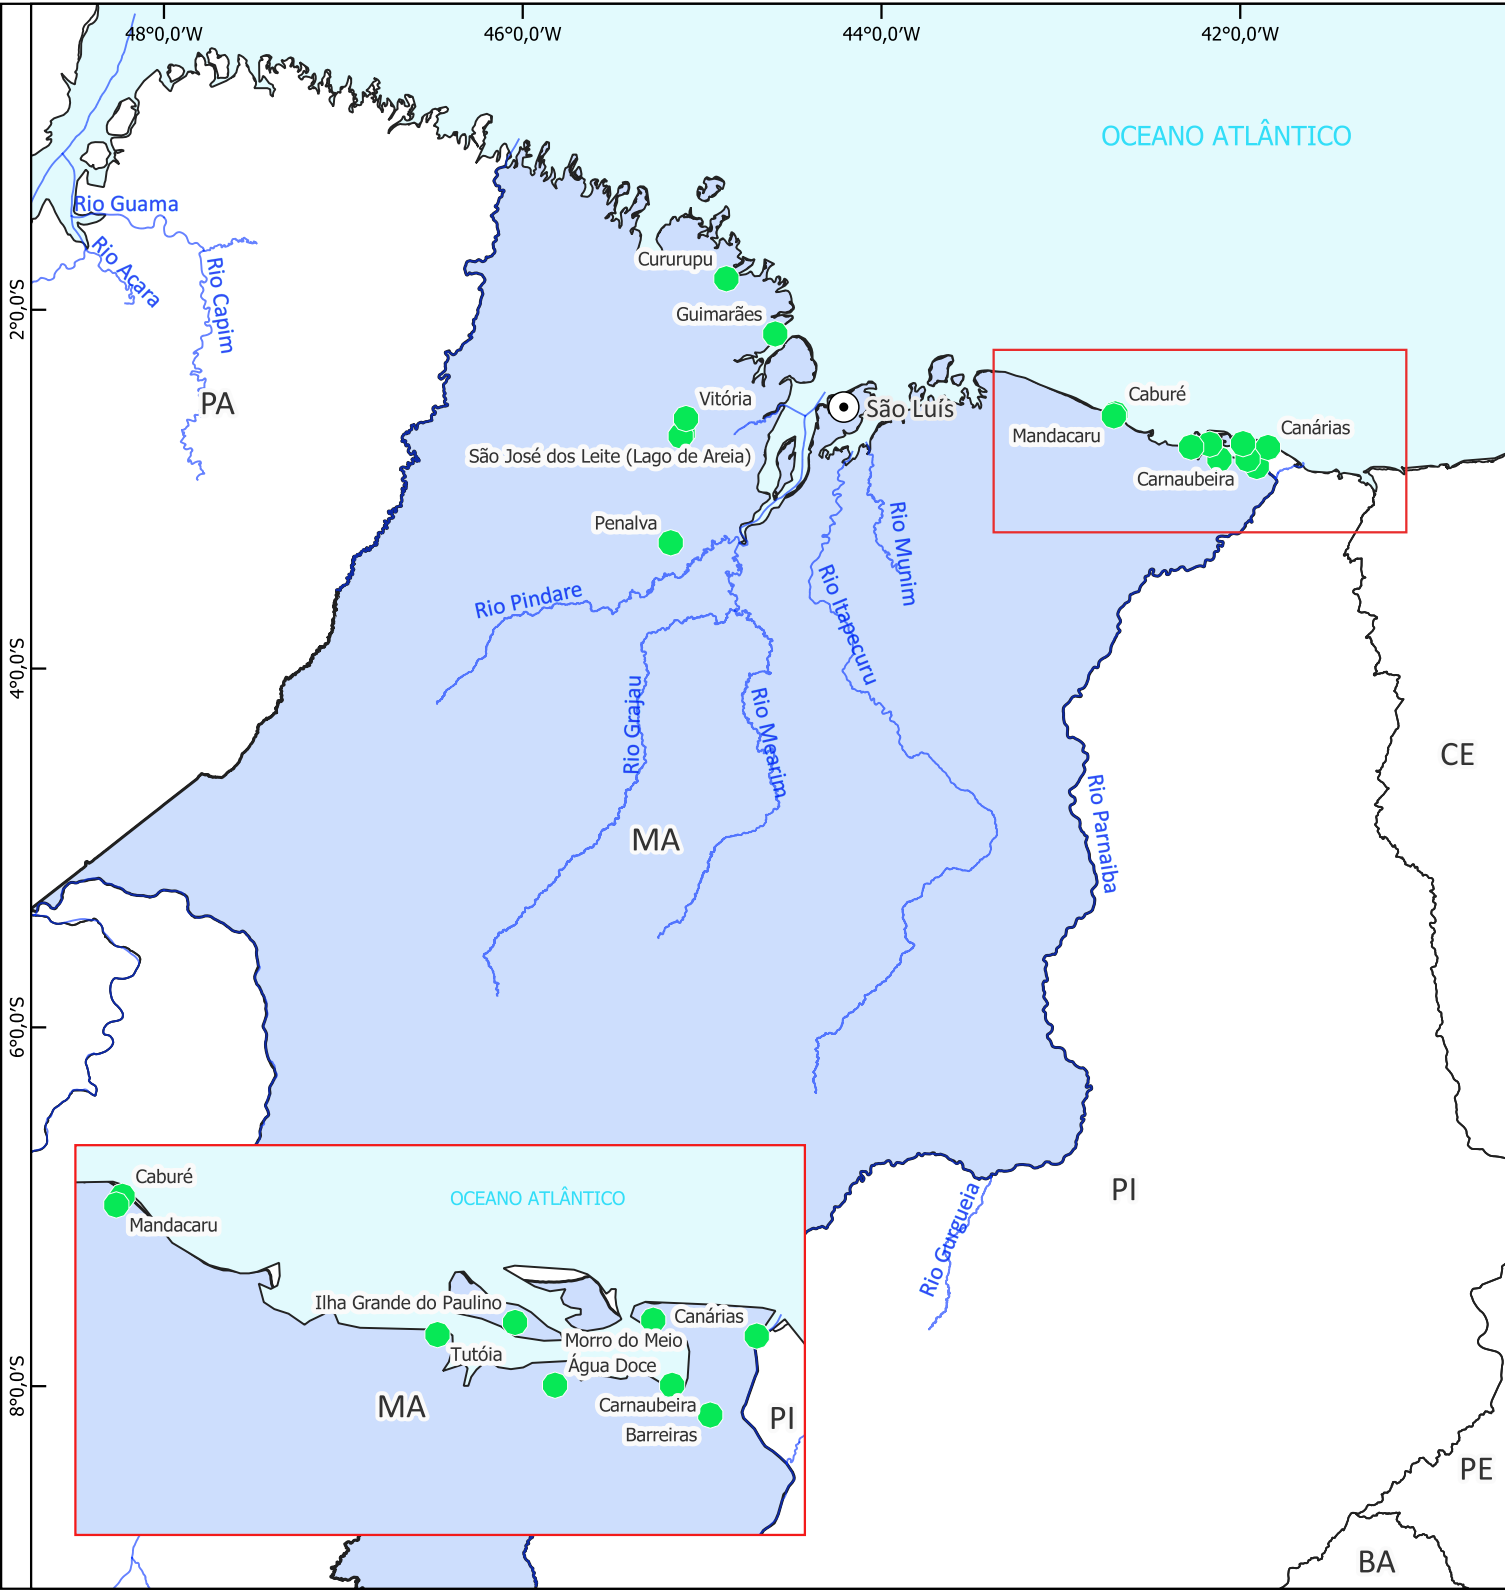 48°0,0'W
46°0,0'W
44°0,0'W
42°0,0'W
OCEANO ATLÂNTICO
Rio Guama
Rio Acara
Rio Capim
2°0,0'S
Cururupu
Guimarães
PA
Vitória
São Luís
Caburé
Mandacaru
Canárias
São José dos Leite (Lago de Areia)
Carnaubeira
Penalva
Rio Munim
Rio Pindare
Rio Itapecuru
4°0,0'S
Rio Grajau
Rio Mearim
CE
MA
Rio Parnaiba
6°0,0'S
PI
Rio Gurgueia
Caburé
OCEANO ATLÂNTICO
Mandacaru
Ilha Grande do Paulino
Canárias
Morro do Meio
Tutóia
Água Doce
8°0,0'S
MA
Carnaubeira
PI
Barreiras
PE
BA